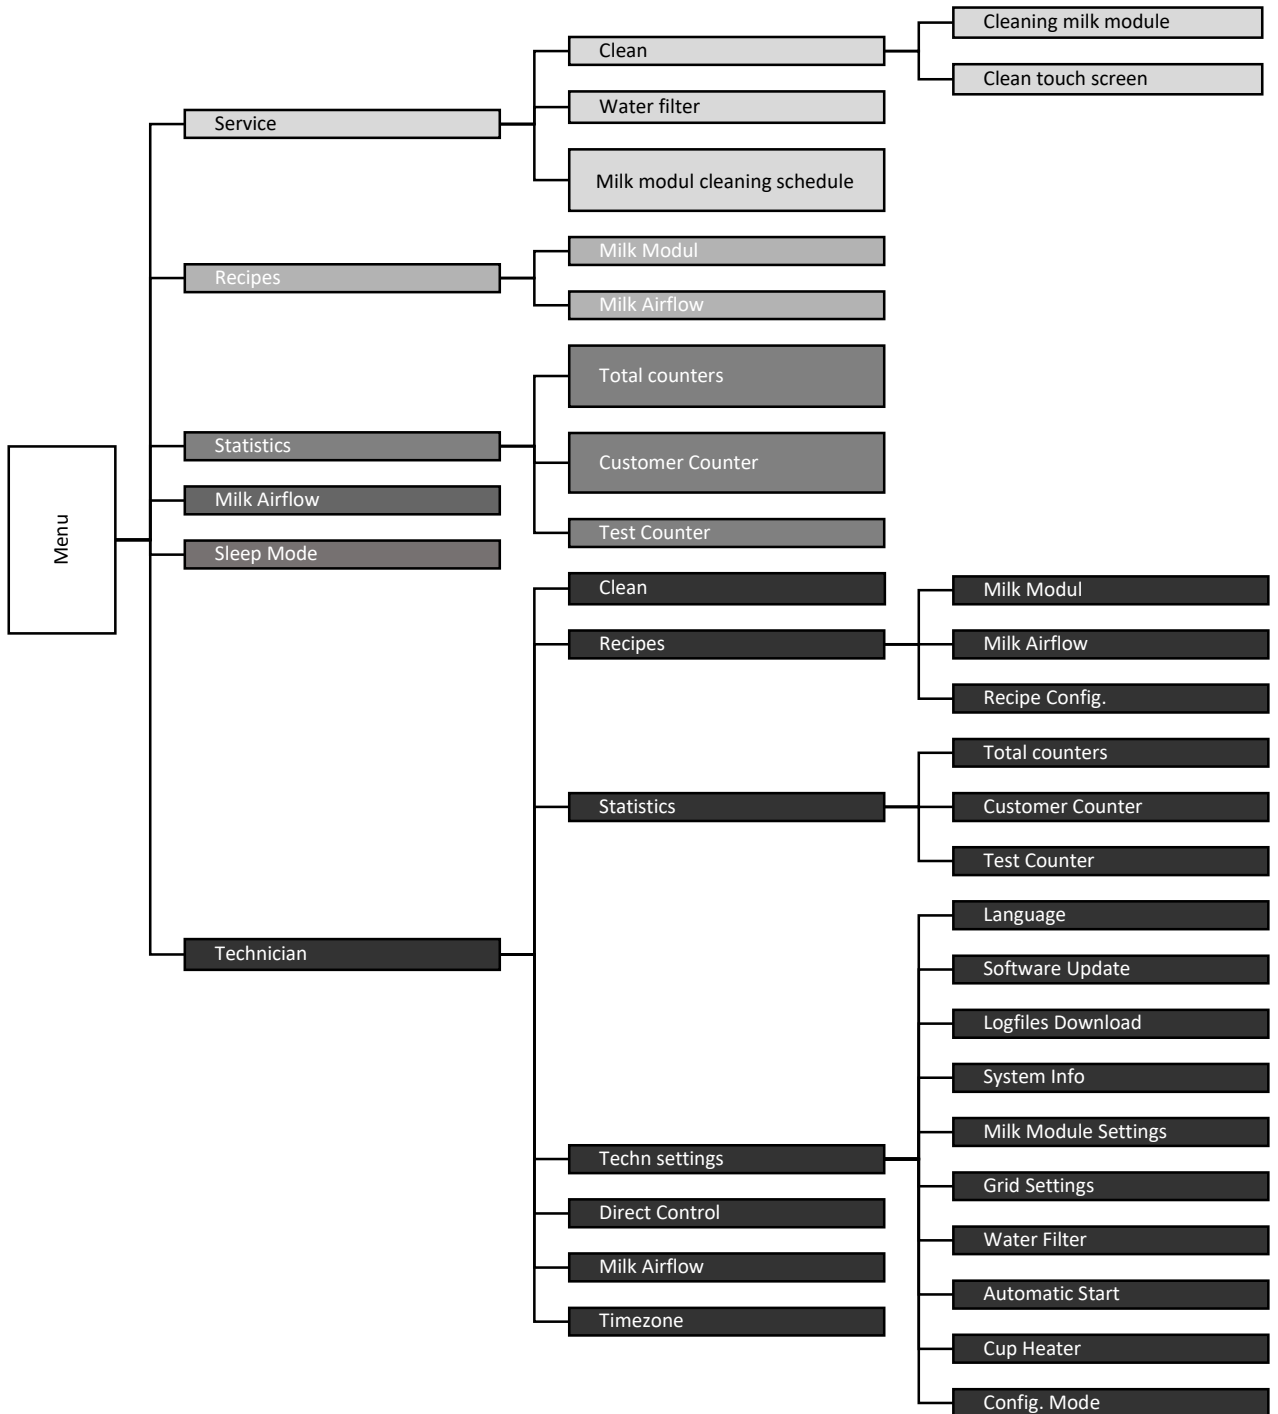 Menu
Service
Clean
Cleaning milk module
Clean touch screen
Water filter
Milk modul cleaning schedule
Recipes
Milk Modul
Milk Airflow
Statistics
Total counters
Customer Counter
Test Counter
Milk Airflow
Sleep Mode
Technician
Clean
Recipes
Milk Modul
Milk Airflow
Recipe Config.
Statistics
Total counters
Customer Counter
Test Counter
Techn settings
Language
Software Update
Logfiles Download
System Info
Milk Module Settings
Grid Settings
Water Filter
Automatic Start
Cup Heater
Config. Mode
Direct Control
Milk Airflow
Timezone